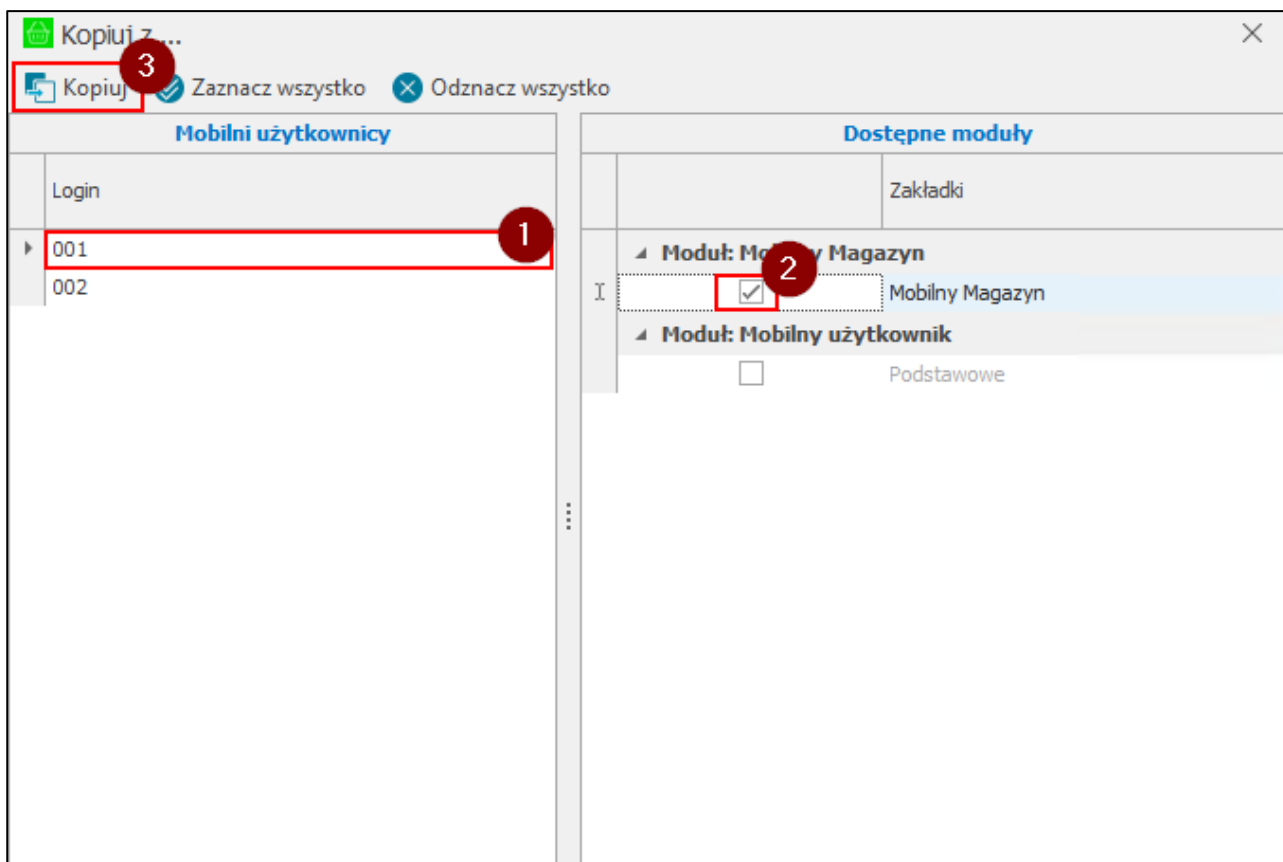 Kopiuj z ...
3
Kopiuj Zaznacz wszystko Odznacz wszystko
Mobilni użytkownicy Dostępne moduły
Login Zakładki
001 1
002
Moduł: Mobilny Magazyn
2
Mobilny Magazyn
Moduł: Mobilny użytkownik
Podstawowe